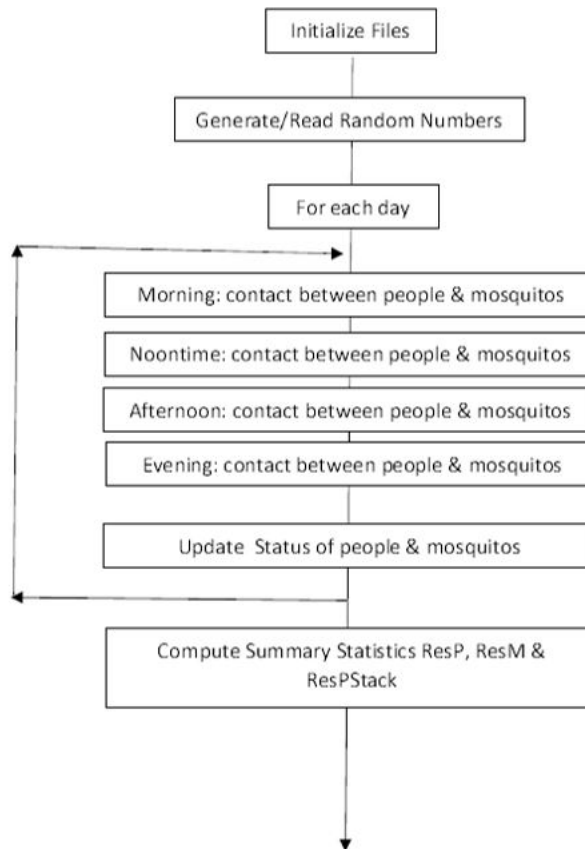 Initialize Files
Generate/Read Random Numbers
For each day
Morning: contact between people & mosquitos
Noontime: contact between people & mosquitos
Afternoon: contact between people & mosquitos
Evening: contact between people & mosquitos
Update Status of people & mosquitos
Compute Summary Statistics ResP, ResM &
ResPStack